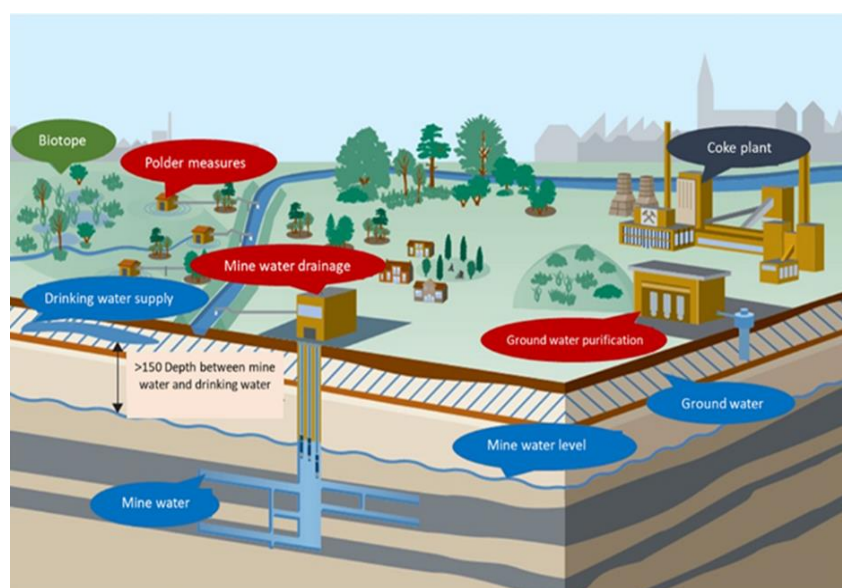 Biotope
Polder measures
Coke plant
Mine water drainage
Drinking water supply
Ground water purification
>150 Depth between mine
water and drinking water
Ground water
Mine water level
Mine water